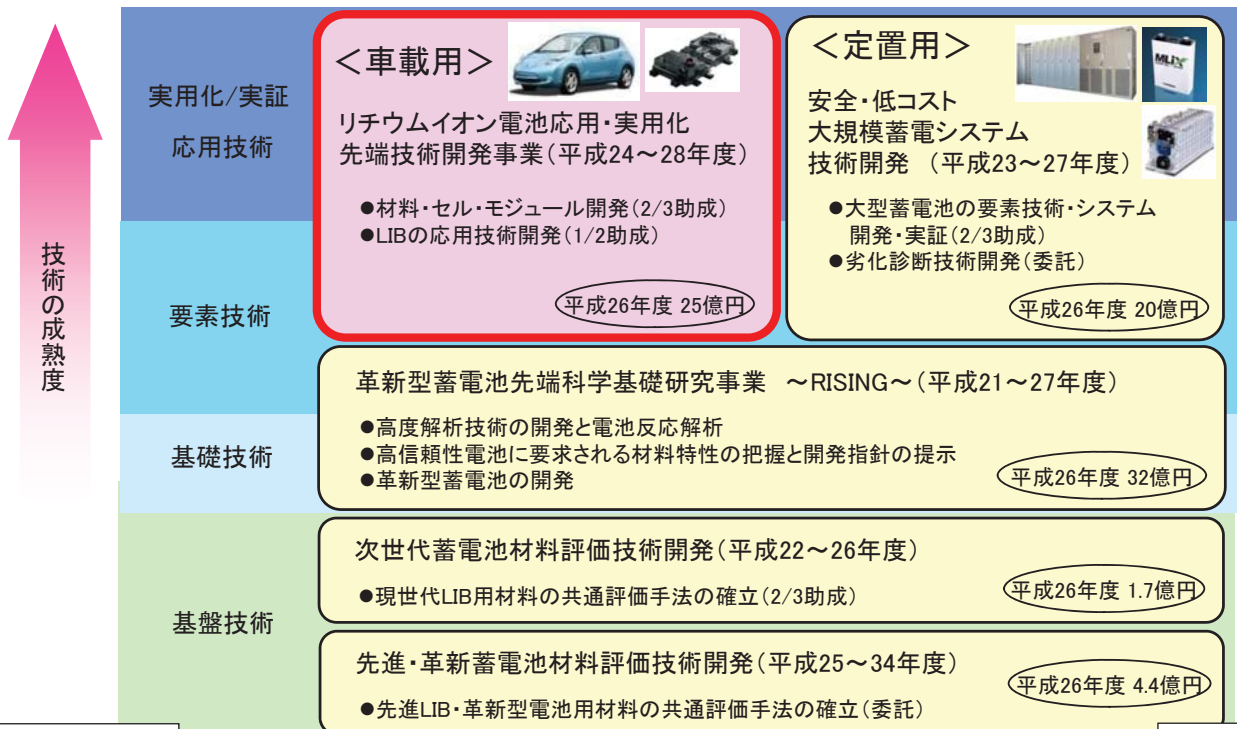 技術の成熟度
実用化/実証
応用技術
要素技術
基礎技術
基盤技術
＜車載用＞
リチウムイオン電池応用・実用化
先端技術開発事業(平成24～28年度)
●材料・セル・モジュール開発(2/3助成)
●LIBの応用技術開発(1/2助成)
平成26年度 25億円
＜定置用＞
MLiX
安全・低コスト
大規模蓄電システム
技術開発 (平成23～27年度)
●大型蓄電池の要素技術・システム
開発・実証(2/3助成)
●劣化診断技術開発(委託)
平成26年度 20億円
革新型蓄電池先端科学基礎研究事業 ～RISING～(平成21～27年度)
●高度解析技術の開発と電池反応解析
●高信頼性電池に要求される材料特性の把握と開発指針の提示
●革新型蓄電池の開発
平成26年度 32億円
次世代蓄電池材料評価技術開発(平成22～26年度)
●現世代LIB用材料の共通評価手法の確立(2/3助成)
平成26年度 1.7億円
先進・革新蓄電池材料評価技術開発(平成25～34年度)
●先進LIB・革新型電池用材料の共通評価手法の確立(委託)
平成26年度 4.4億円